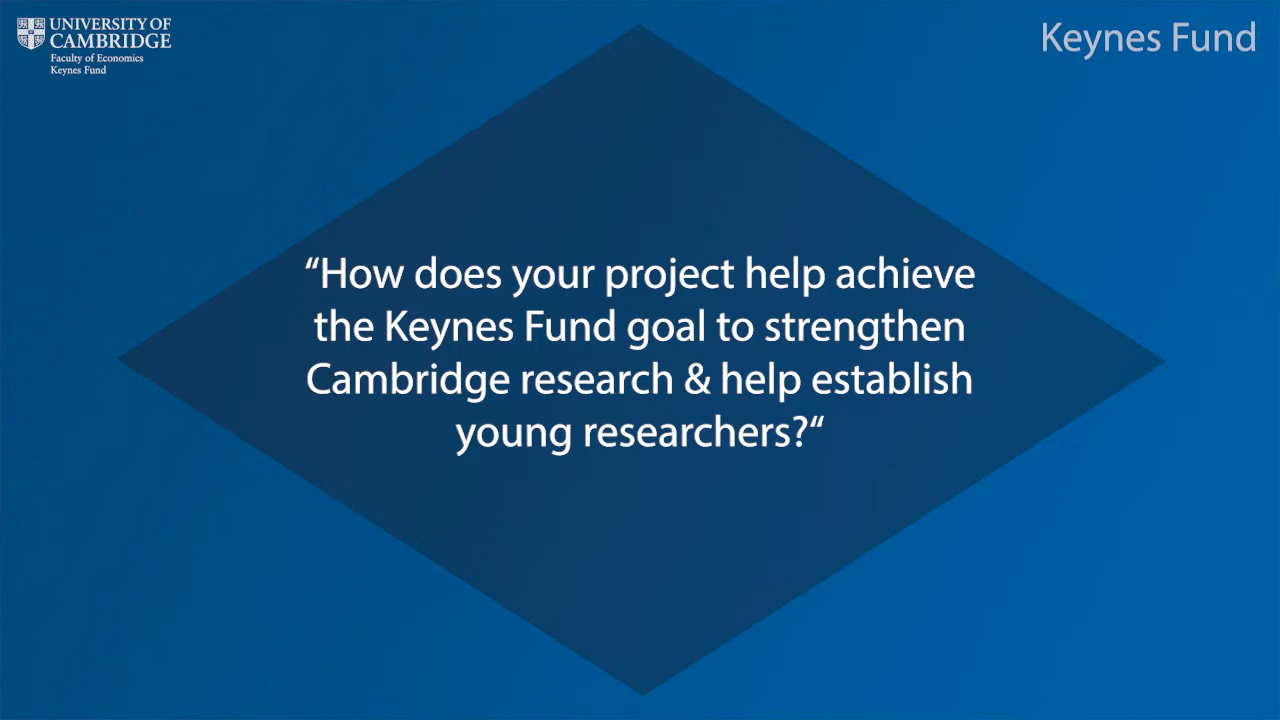 UNIVERSITY OF
CAMBRIDGE
Faculty of Economics
Keynes Fund
Keynes Fund
“How does your project help achieve
the Keynes Fund goal to strengthen
Cambridge research & help establish
young researchers?“